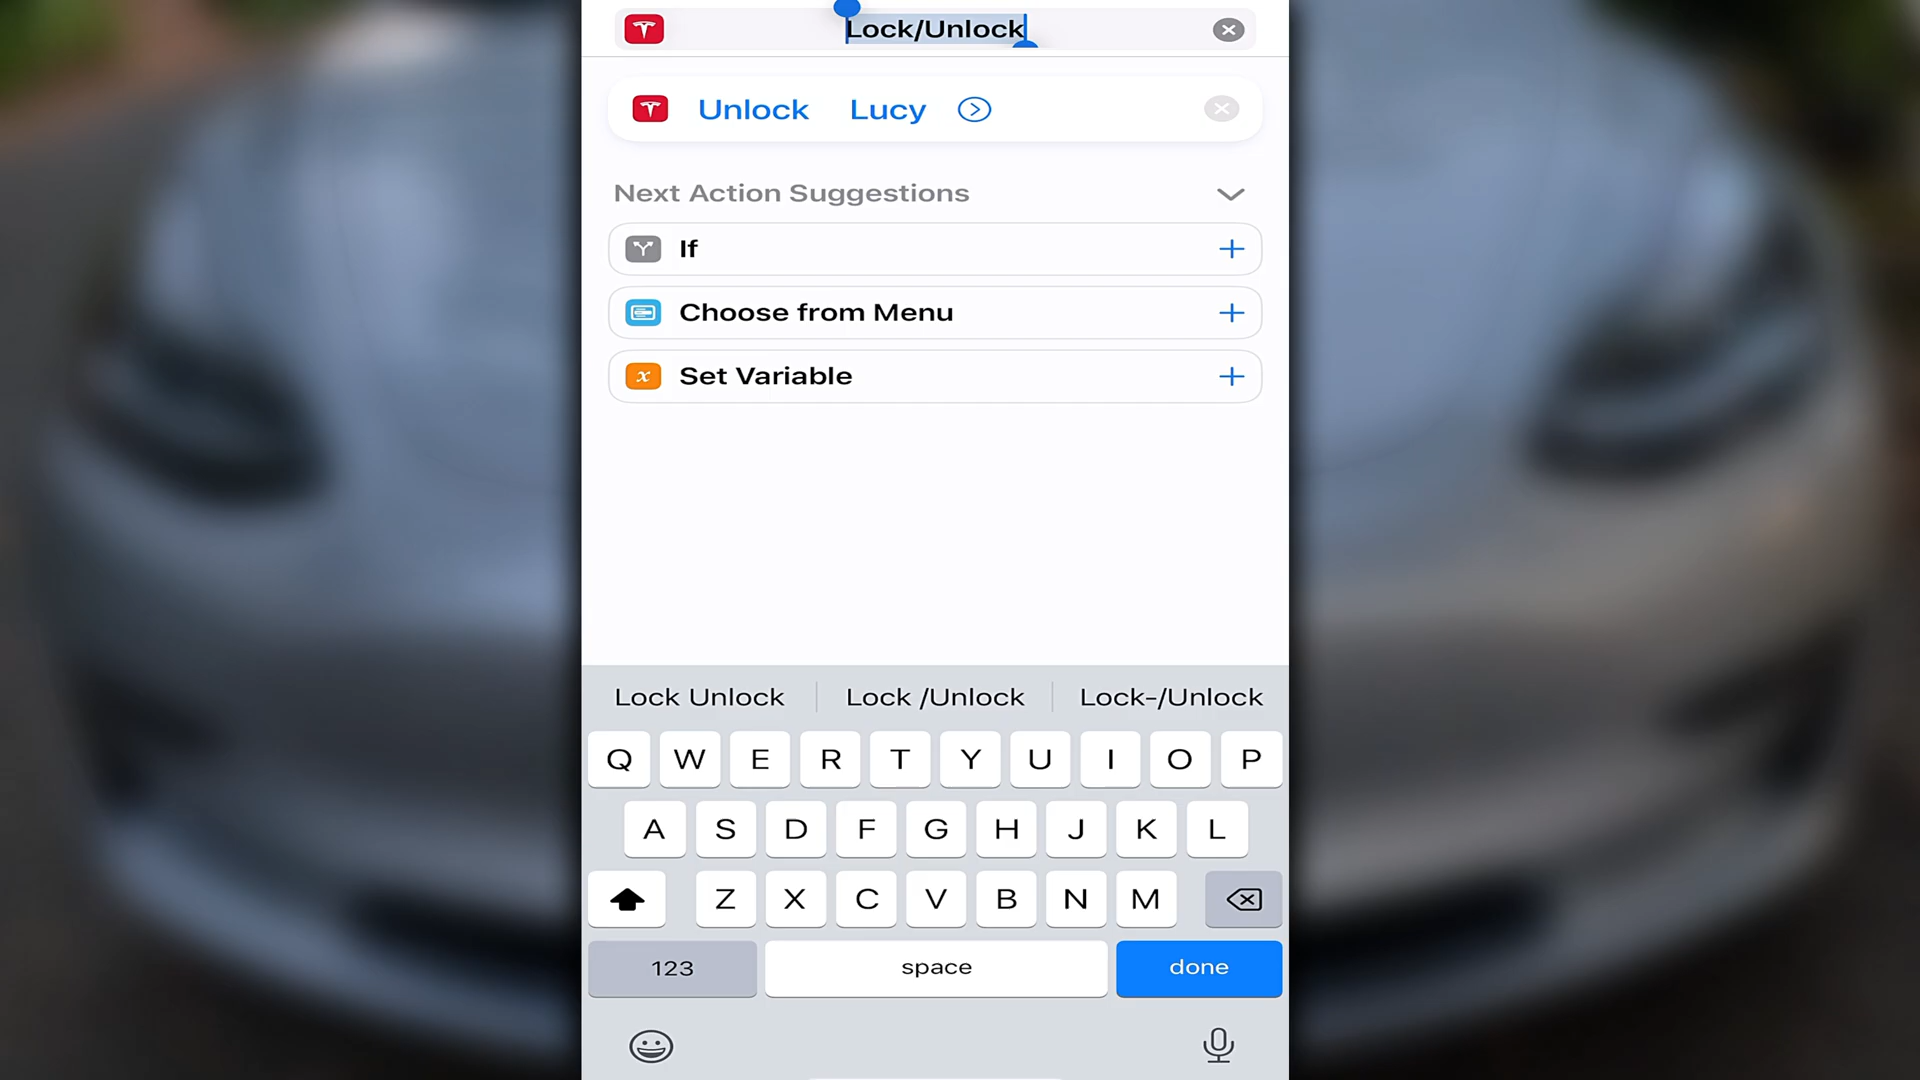 Lock/Unlock
Unlock Lucy
Next Action Suggestions
If
Choose from Menu
Set Variable
Lock Unlock Lock /Unlock Lock-/Unlock
Q W E R T Y U I O P
A S D F G H J K L
Z X C V B N M
123 space done